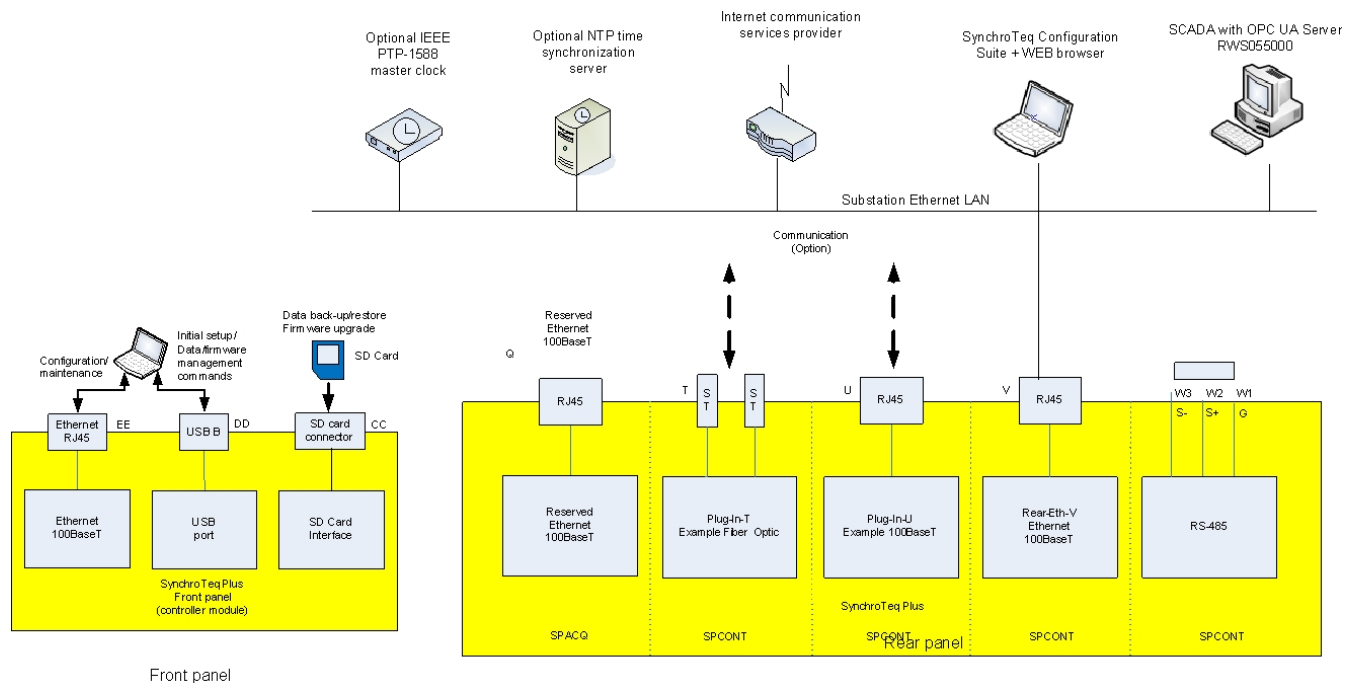 Optional IEEE
PTP-1588
master clock
Optional NTP time
synchronization
server
Internet communication
services provider
SynchroTeq Configuration
Suite + WEB browser
SCADA with OPC UA Server
RWS055000
Substation Ethernet LAN
Communication
(Option)
Configuration/
maintenance
Initial setup/
Data/firmware
management
commands
Data back-up/restore
Firmware upgrade
SD Card
Ethernet
RJ45
EE
USB B
DD
SD card
connector
CC
Ethernet
100BaseT
USB
port
SD Card
Interface
SynchroTeqPlus
Front panel
(controller module)
Front panel
Reserved
Ethernet
100BaseT
Q
RJ45
T
ST
ST
U
RJ45
V
RJ45
W3
W2
W1
S-
S+
G
Reserved
Ethernet
100BaseT
Plug-In-T
Example Fiber Optic
Plug-In-U
Example 100BaseT
Rear-Eth-V
Ethernet
100BaseT
RS-485
SynchroTeq Plus
SPACQ
SPCONT
SPCONT
SPCONT
SPCONT
Rear panel